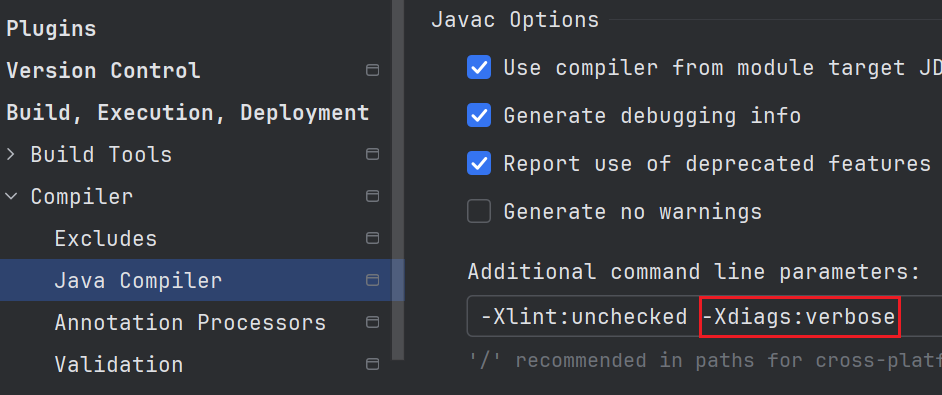 Plugins
Version Control
Build, Execution, Deployment
Build Tools
Compiler
Excludes
Java Compiler
Annotation Processors
Validation
Javac Options
Use compiler from module target JD
Generate debugging info
Report use of deprecated features
Generate no warnings
Additional command line parameters:
-Xlint:unchecked -Xdiags:verbose
'/' recommended in paths for cross-platf